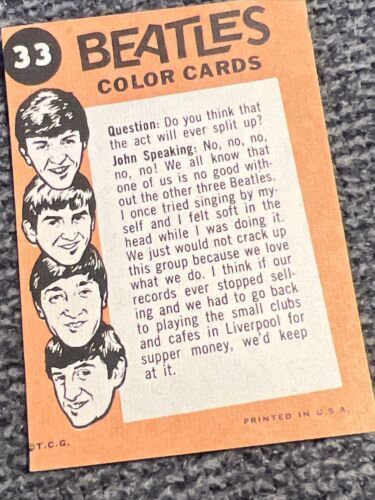 33
BEATLES
COLOR CARDS
Question: Do you think that
the act will ever split up?
John Speaking: No, no, no,
no, no! We all know that
one of us is no good with-
out the other three Beatles.
I once tried singing by my-
self and I felt soft in the
head while I was doing it.
We just would not crack up
this group because we love
what we do. I think if our
records ever stopped sell-
ing and we had to go back
to playing the small clubs
and cafes in Liverpool for
supper money, we'd keep
at it.
T.C.G.
PRINTED IN U.S.A.